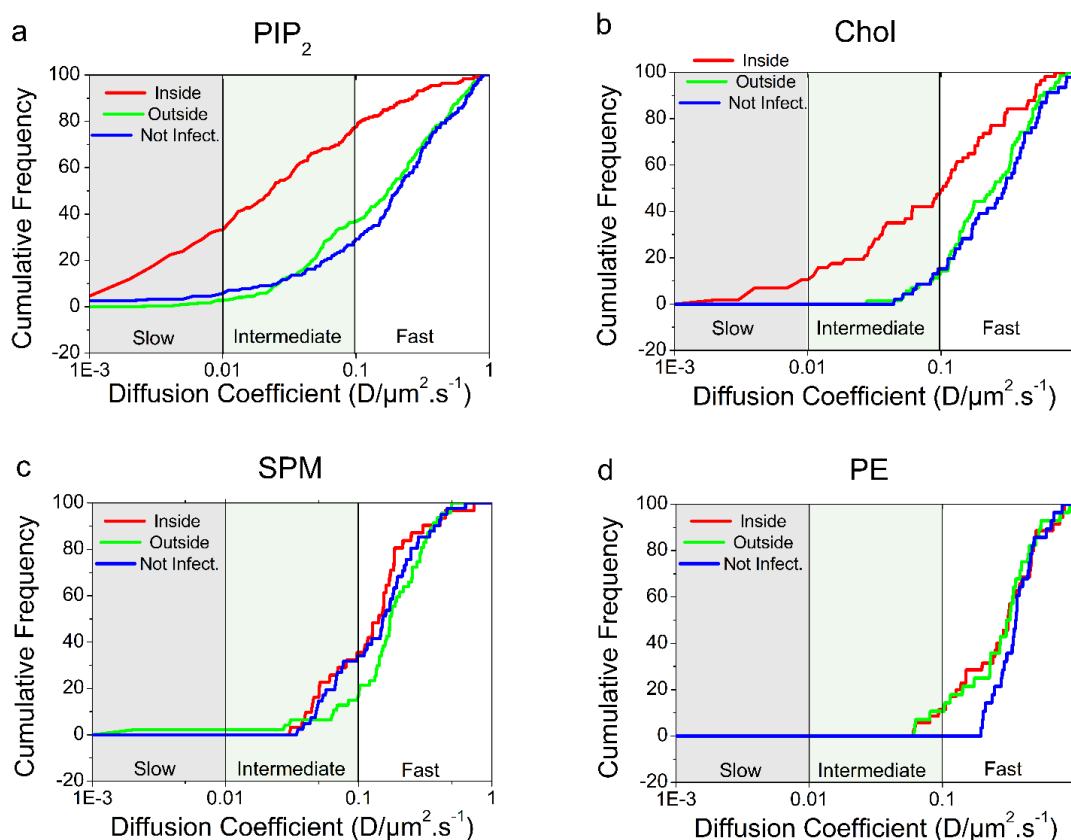 a
PIP2
100
80
60
40
20
0
-20
Cumulative Frequency
Inside
Outside
Not Infect.
Slow
Intermediate
Fast
1E-3
0.01
0.1
1
Diffusion Coefficient (D/µm².s⁻¹)
b
Chol
100
80
60
40
20
0
-20
Cumulative Frequency
Inside
Outside
Not Infect.
Slow
Intermediate
Fast
1E-3
0.01
0.1
Diffusion Coefficient (D/µm².s⁻¹)
c
SPM
100
80
60
40
20
0
-20
Cumulative Frequency
Inside
Outside
Not Infect.
Slow
Intermediate
Fast
1E-3
0.01
0.1
1
Diffusion Coefficient (D/µm².s⁻¹)
d
PE
100
80
60
40
20
0
-20
Cumulative Frequency
Inside
Outside
Not Infect.
Slow
Intermediate
Fast
1E-3
0.01
0.1
Diffusion Coefficient (D/µm².s⁻¹)